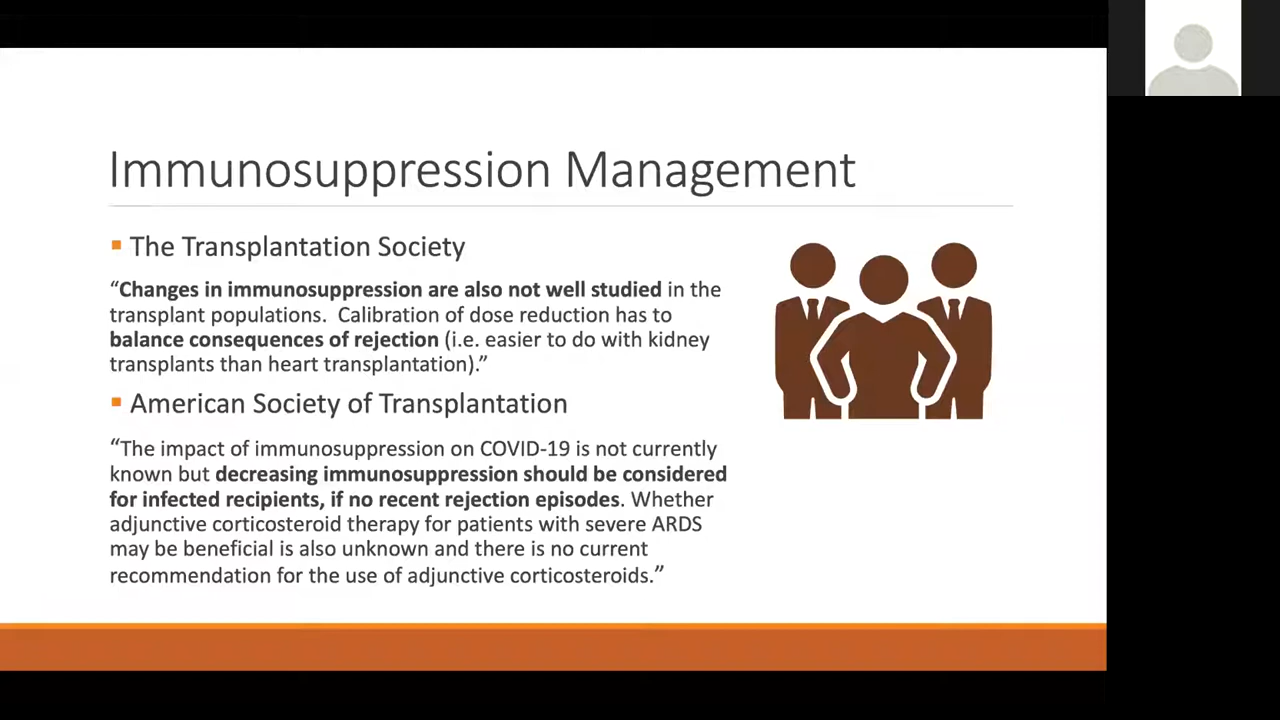 Immunosuppression Management
▪ The Transplantation Society
“Changes in immunosuppression are also not well studied in the
transplant populations.  Calibration of dose reduction has to
balance consequences of rejection (i.e. easier to do with kidney
transplants than heart transplantation).”
▪ American Society of Transplantation
“The impact of immunosuppression on COVID-19 is not currently
known but decreasing immunosuppression should be considered
for infected recipients, if no recent rejection episodes. Whether
adjunctive corticosteroid therapy for patients with severe ARDS
may be beneficial is also unknown and there is no current
recommendation for the use of adjunctive corticosteroids.”